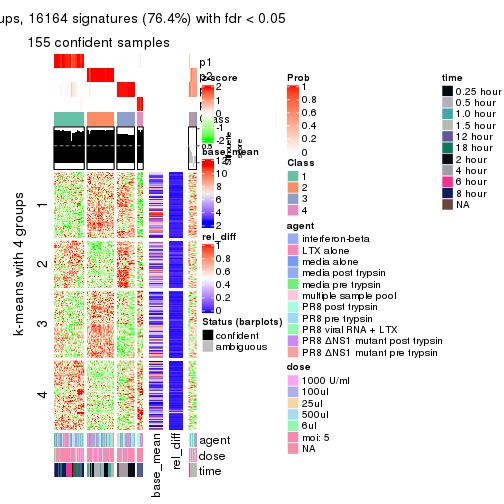 ups, 16164 signatures (76.4%) with fdr < 0.05
155 confident samples
p1
p2
Class
1
0.5
Silhouette
score
k-means with 4 groups
1
2
3
4
base_mean
rel_diff
agent
dose
time
z-score
2
1
0
-1
-2
base_mean
12
10
8
6
4
2
rel_diff
1
0.8
0.6
0.4
0.2
0
Status (barplots)
confident
ambiguous
Prob
1
0.8
0.6
0.4
0.2
0
Class
1
2
3
4
agent
interferon-beta
LTX alone
media alone
media post trypsin
media pre trypsin
multiple sample pool
PR8 post trypsin
PR8 pre trypsin
PR8 viral RNA + LTX
PR8 ΔNS1 mutant post trypsin
PR8 ΔNS1 mutant pre trypsin
dose
1000 U/ml
100ul
25ul
500ul
6ul
moi: 5
NA
time
0.25 hour
0.5 hour
1.0 hour
1.5 hour
12 hour
18 hour
2 hour
4 hour
6 hour
8 hour
NA